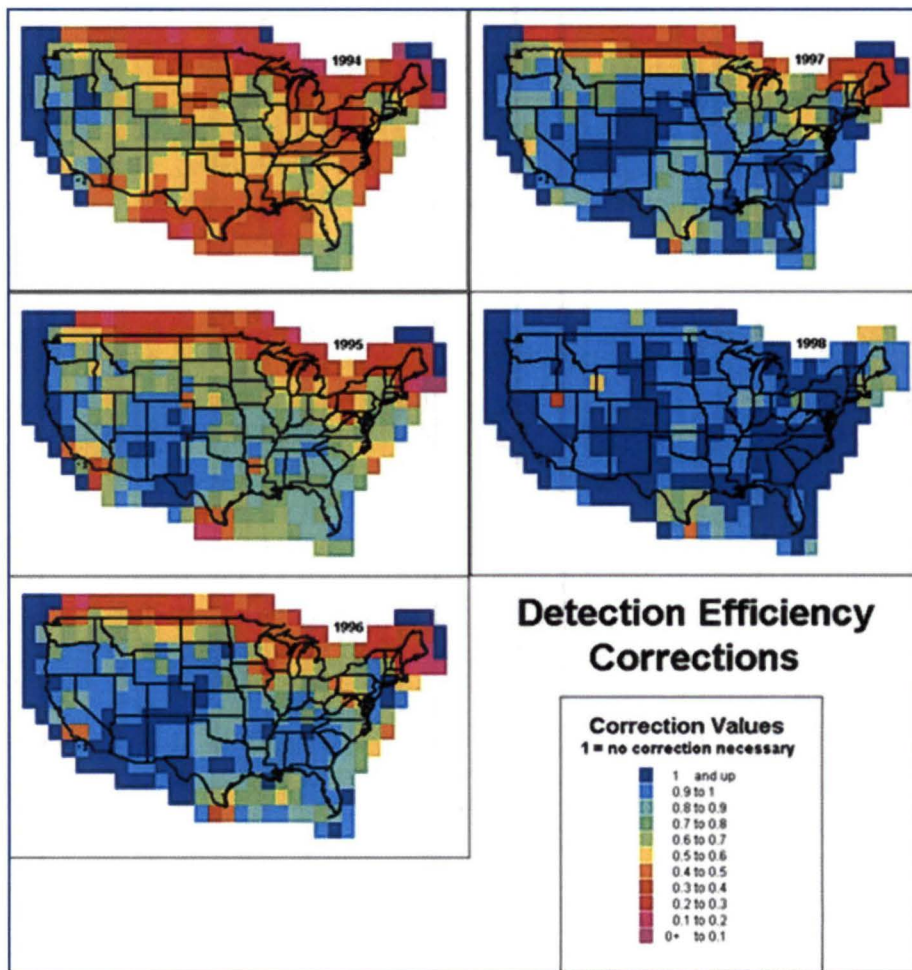 1994
1997
1995
1998
1996
Detection Efficiency
Corrections
Correction Values
1 = no correction necessary
1 and up
0.9 to 1
0.8 to 0.9
0.7 to 0.8
0.6 to 0.7
0.5 to 0.6
0.4 to 0.5
0.3 to 0.4
0.2 to 0.3
0.1 to 0.2
0+ to 0.1